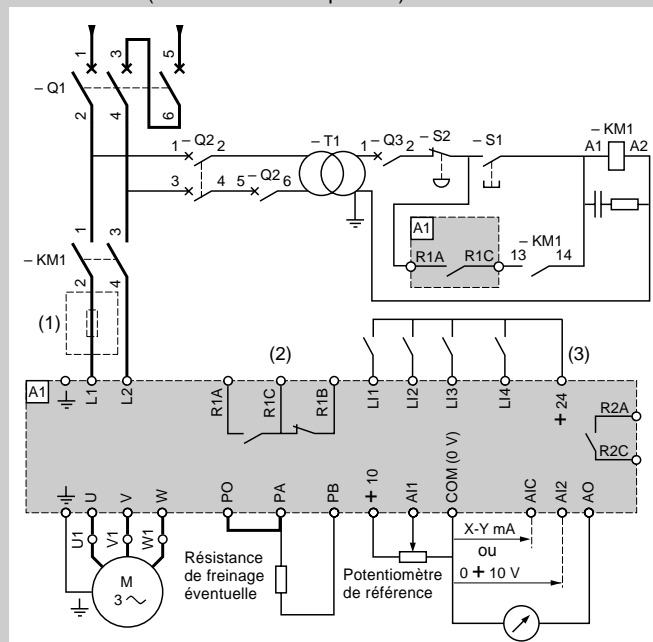 1
3
5
– Q1
2
4
6
1 – Q2 2
– T1
1 – Q3 2
– S2
– S1
– KM1
A1 A2
3 4 5 – Q2 6
A1
R1A R1C
– KM1
13 14
1
3
– KM1
2
4
(1)
(2)
(3)
A1
L1
L2
R1A
R1C
R1B
LI1
LI2
LI3
LI4
+ 24
R2A
R2C
U
V
W
PO
PA
PB
+ 10
AI1
COM (0 V)
AIC
AI2
AO
U1
V1
W1
M
3
Résistance
de freinage
éventuelle
Potentiomètre
de référence
X-Y mA
ou
0 + 10 V